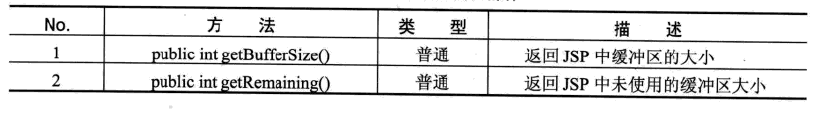 No. 方 法 类 型 描 述
1 public int getBufferSize() 普通 返回 JSP 中缓冲区的大小
2 public int getRemaining() 普通 返回 JSP 中未使用的缓冲区大小